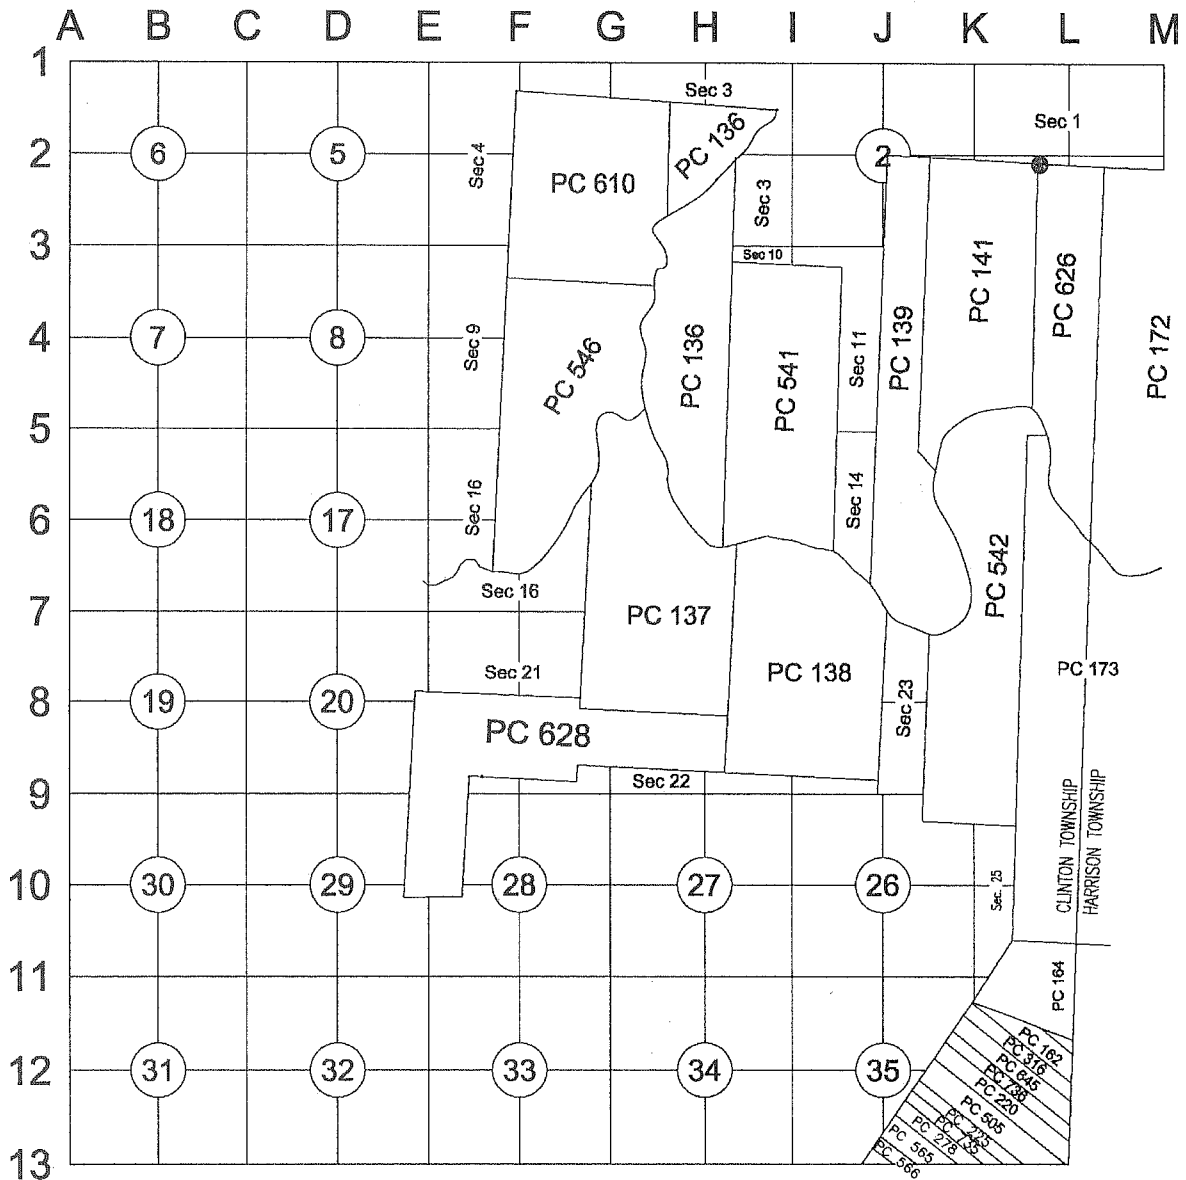 A B C D E F G H I J K L M
1
Sec 3
Sec 1
PC 136
2
6
5
Sec 4
2
PC 610
Sec 3
3
Sec 10
PC 141
PC 626
4
7
8
Sec 9
PC 546
PC 136
PC 541
Sec 11
PC 139
PC 172
5
6
18
17
Sec 16
Sec 14
PC 542
Sec 16
7
PC 137
PC 138
PC 173
Sec 21
8
19
20
Sec 23
PC 628
Sec 22
9
CLINTON TOWNSHIP
HARRISON TOWNSHIP
10
30
29
28
27
26
Sec. 25
11
PC 164
PC 162
PC 316
PC 645
PC 736
PC 220
12
31
32
33
34
35
PC 505
PC 225
PC 735
PC 278
PC 565
PC 566
13